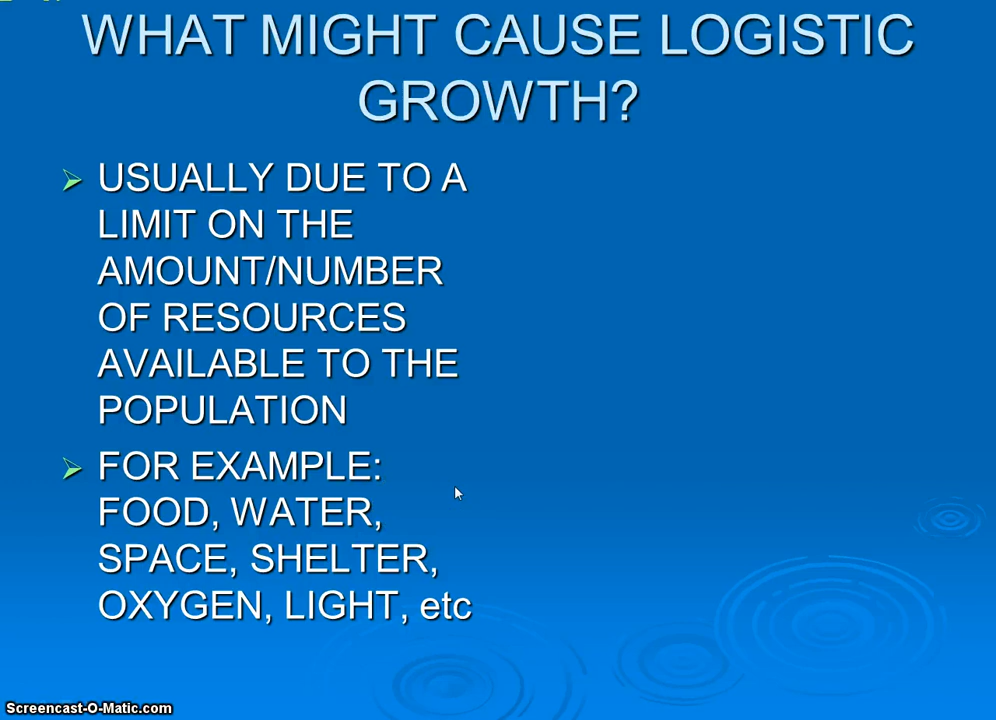 WHAT MIGHT CAUSE LOGISTIC
GROWTH?
USUALLY DUE TO A
LIMIT ON THE
AMOUNT/NUMBER
OF RESOURCES
AVAILABLE TO THE
POPULATION
FOR EXAMPLE:
FOOD, WATER,
SPACE, SHELTER,
OXYGEN, LIGHT, etc
Screencast-O-Matic.com